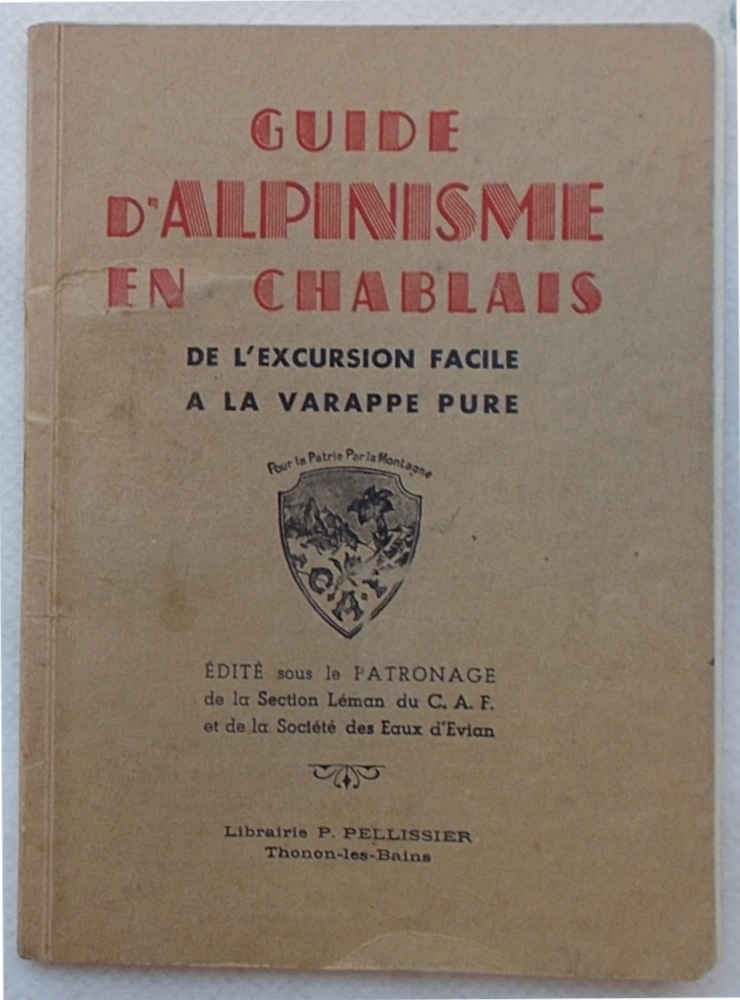 GUIDE
D'ALPINISME
EN CHABLAIS
DE L'EXCURSION FACILE
A LA VARAPPE PURE
Pour la Patrie Par la Montagne
C.A.F
ÉDITÉ sous le PATRONAGE
de la Section Léman du C. A. F.
et de la Société des Eaux d'Evian
Librairie P. PELLISSIER
Thonon-les-Bains